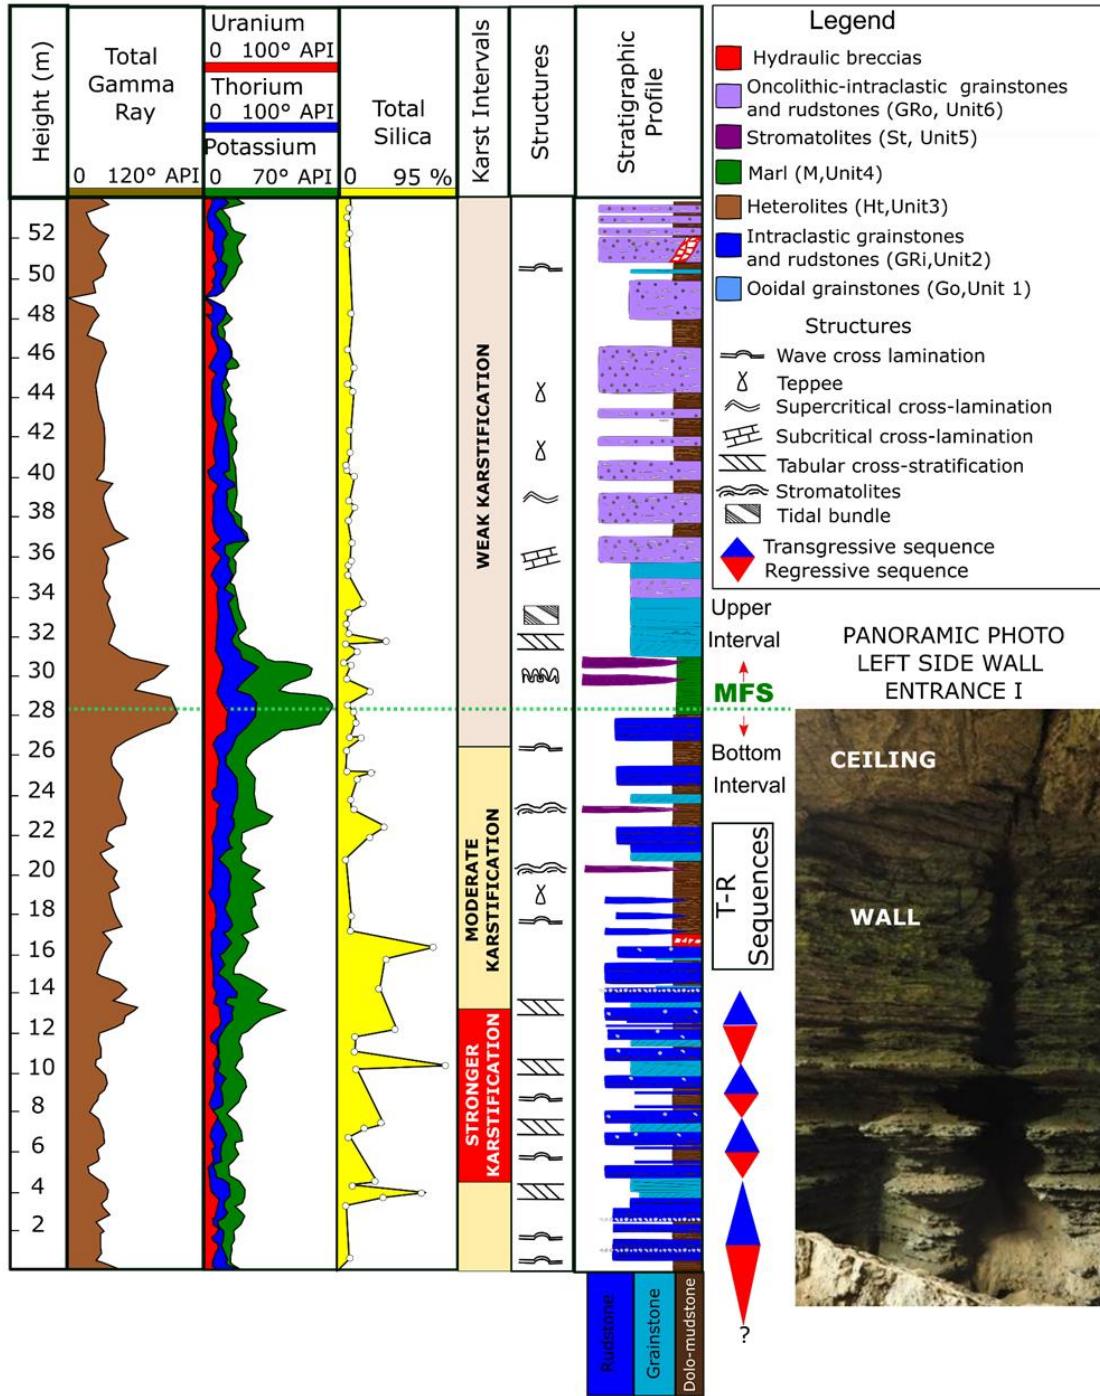 Height (m)
Total
Gamma
Ray
0 120° API
Uranium
0 100° API
Thorium
0 100° API
Potassium
0 70° API
Total
Silica
0 95 %
Karst Intervals
Structures
Stratigraphic
Profile
52
50
48
46
44
42
40
38
36
34
32
30
28
26
24
22
20
18
16
14
12
10
8
6
4
2
WEAK KARSTIFICATION
MODERATE
KARSTIFICATION
STRONGER
KARSTIFICATION
Rudstone
Grainstone
Dolo-mudstone
Legend
Hydraulic breccias
Oncolithic-intraclastic grainstones
and rudstones (GRo, Unit6)
Stromatolites (St, Unit5)
Marl (M,Unit4)
Heterolites (Ht,Unit3)
Intraclastic grainstones
and rudstones (GRi,Unit2)
Ooidal grainstones (Go,Unit 1)
Structures
Wave cross lamination
Teppee
Supercritical cross-lamination
Subcritical cross-lamination
Tabular cross-stratification
Stromatolites
Tidal bundle
Transgressive sequence
Regressive sequence
Upper
Interval
MFS
Bottom
Interval
T-R
Sequences
?
PANORAMIC PHOTO
LEFT SIDE WALL
ENTRANCE I
CEILING
WALL